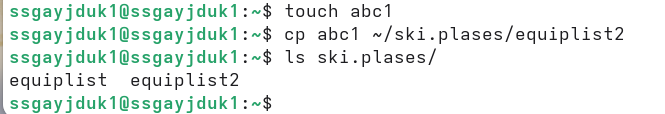 ssgayjduk1@ssgayjduk1:~$ touch abc1
ssgayjduk1@ssgayjduk1:~$ cp abc1 ~/ski.plases/equiplist2
ssgayjduk1@ssgayjduk1:~$ ls ski.plases/
equiplist  equiplist2
ssgayjduk1@ssgayjduk1:~$